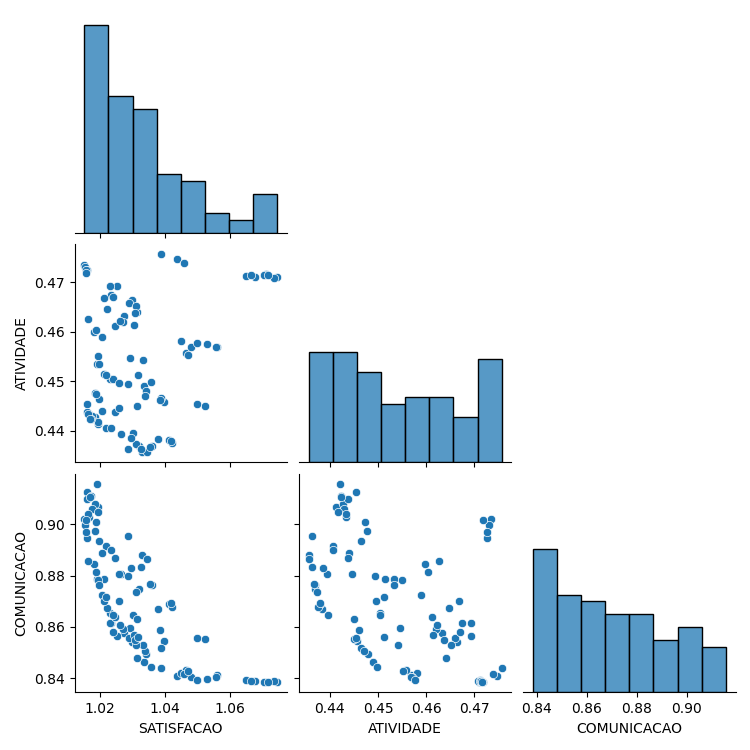 0.47
0.46
0.45
0.44
ATIVIDADE
0.90
0.88
0.86
0.84
COMUNICACAO
1.02 1.04 1.06
SATISFACAO
0.44 0.45 0.46 0.47
ATIVIDADE
0.84 0.86 0.88 0.90
COMUNICACAO